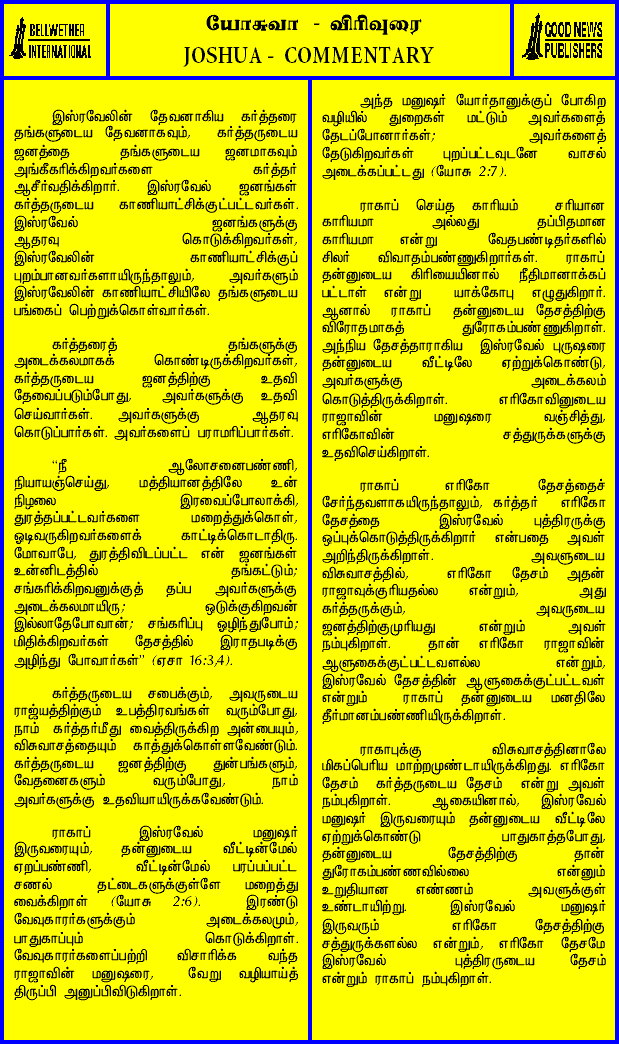 BELLWETHER
INTERNATIONAL
யோசுவா - விரிவுரை
JOSHUA - COMMENTARY
GOOD NEWS
PUBLISHERS
இஸ்ரவேலின் தேவனாகிய கர்த்தரை
தங்களுடைய தேவனாகவும், கர்த்தருடைய
ஜனத்தை தங்களுடைய ஜனமாகவும்
அங்கீகரிக்கிறவர்களை கர்த்தர்
ஆசீர்வதிக்கிறார். இஸ்ரவேல் ஜனங்கள்
கர்த்தருடைய காணியாட்சிக்குட்பட்டவர்கள்.
இஸ்ரவேல் ஜனங்களுக்கு
ஆதரவு கொடுக்கிறவர்கள்,
இஸ்ரவேலின் காணியாட்சிக்குப்
புறம்பானவர்களாயிருந்தாலும், அவர்களும்
இஸ்ரவேலின் காணியாட்சியிலே தங்களுடைய
பங்கைப் பெற்றுக்கொள்வார்கள்.
கர்த்தரைத் தங்களுக்கு
அடைக்கலமாகக் கொண்டிருக்கிறவர்கள்,
கர்த்தருடைய ஜனத்திற்கு உதவி
தேவைப்படும்போது, அவர்களுக்கு உதவி
செய்வார்கள். அவர்களுக்கு ஆதரவு
கொடுப்பார்கள். அவர்களைப் பராமரிப்பார்கள்.
“நீ ஆலோசனைபண்ணி,
நியாயஞ்செய்து, மத்தியானத்திலே உன்
நிழலை இரவைப்போலாக்கி,
துரத்தப்பட்டவர்களை மறைத்துக்கொள்,
ஓடிவருகிறவர்களைக் காட்டிக்கொடாதிரு.
மோவாபே, துரத்திவிடப்பட்ட என் ஜனங்கள்
உன்னிடத்தில் தங்கட்டும்;
சங்கரிக்கிறவனுக்குத் தப்ப அவர்களுக்கு
அடைக்கலமாயிரு; ஒடுக்குகிறவன்
இல்லாதேபோவான்; சங்கரிப்பு ஒழிந்துபோம்;
மிதிக்கிறவர்கள் தேசத்தில் இராதபடிக்கு
அழிந்து போவார்கள்” (ஏசா 16:3,4).
கர்த்தருடைய சபைக்கும், அவருடைய
ராஜ்யத்திற்கும் உபத்திரவங்கள் வரும்போது,
நாம் கர்த்தர்மீது வைத்திருக்கிற அன்பையும்,
விசுவாசத்தையும் காத்துக்கொள்ளவேண்டும்.
கர்த்தருடைய ஜனத்திற்கு துன்பங்களும்,
வேதனைகளும் வரும்போது, நாம்
அவர்களுக்கு உதவியாயிருக்கவேண்டும்.
ராகாப் இஸ்ரவேல் மனுஷர்
இருவரையும், தன்னுடைய வீட்டின்மேல்
ஏறப்பண்ணி, வீட்டின்மேல் பரப்பப்பட்ட
சணல் தட்டைகளுக்குள்ளே மறைத்து
வைக்கிறாள் (யோசு 2:6). இரண்டு
வேவுகாரர்களுக்கும் அடைக்கலமும்,
பாதுகாப்பும் கொடுக்கிறாள்.
வேவுகாரர்களைப்பற்றி விசாரிக்க வந்த
ராஜாவின் மனுஷரை, வேறு வழியாய்த்
திருப்பி அனுப்பிவிடுகிறாள்.
அந்த மனுஷர் யோர்தானுக்குப் போகிற
வழியில் துறைகள் மட்டும் அவர்களைத்
தேடப்போனார்கள்; அவர்களைத்
தேடுகிறவர்கள் புறப்பட்டவுடனே வாசல்
அடைக்கப்பட்டது (யோசு 2:7).
ராகாப் செய்த காரியம் சரியான
காரியமா அல்லது தப்பிதமான
காரியமா என்று வேதபண்டிதர்களில்
சிலர் விவாதம்பண்ணுகிறார்கள். ராகாப்
தன்னுடைய கிரியையினால் நீதிமானாக்கப்
பட்டாள் என்று யாக்கோபு எழுதுகிறார்.
ஆனால் ராகாப் தன்னுடைய தேசத்திற்கு
விரோதமாகத் துரோகம்பண்ணுகிறாள்.
அந்நிய தேசத்தாராகிய இஸ்ரவேல் புருஷரை
தன்னுடைய வீட்டிலே ஏற்றுக்கொண்டு,
அவர்களுக்கு அடைக்கலம்
கொடுத்திருக்கிறாள். எரிகோவினுடைய
ராஜாவின் மனுஷரை வஞ்சித்து,
எரிகோவின் சத்துருக்களுக்கு
உதவிசெய்கிறாள்.
ராகாப் எரிகோ தேசத்தைச்
சேர்ந்தவளாகயிருந்தாலும், கர்த்தர் எரிகோ
தேசத்தை இஸ்ரவேல் புத்திரருக்கு
ஒப்புக்கொடுத்திருக்கிறார் என்பதை அவள்
அறிந்திருக்கிறாள். அவளுடைய
விசுவாசத்தில், எரிகோ தேசம் அதன்
ராஜாவுக்குரியதல்ல என்றும், அது
கர்த்தருக்கும், அவருடைய
ஜனத்திற்குமுரியது என்றும் அவள்
நம்புகிறாள். தான் எரிகோ ராஜாவின்
ஆளுகைக்குட்பட்டவளல்ல என்றும்,
இஸ்ரவேல் தேசத்தின் ஆளுகைக்குட்பட்டவள்
என்றும் ராகாப் தன்னுடைய மனதிலே
தீர்மானம்பண்ணியிருக்கிறாள்.
ராகாபுக்கு விசுவாசத்தினாலே
மிகப்பெரிய மாற்றமுண்டாயிருக்கிறது. எரிகோ
தேசம் கர்த்தருடைய தேசம் என்று அவள்
நம்புகிறாள். ஆகையினால், இஸ்ரவேல்
மனுஷர் இருவரையும் தன்னுடைய வீட்டிலே
ஏற்றுக்கொண்டு பாதுகாத்தபோது,
தன்னுடைய தேசத்திற்கு தான்
துரோகம்பண்ணவில்லை என்னும்
உறுதியான எண்ணம் அவளுக்குள்
உண்டாயிற்று. இஸ்ரவேல் மனுஷர்
இருவரும் எரிகோ தேசத்திற்கு
சத்துருக்களல்ல என்றும், எரிகோ தேசமே
இஸ்ரவேல் புத்திரருடைய தேசம்
என்றும் ராகாப் நம்புகிறாள்.